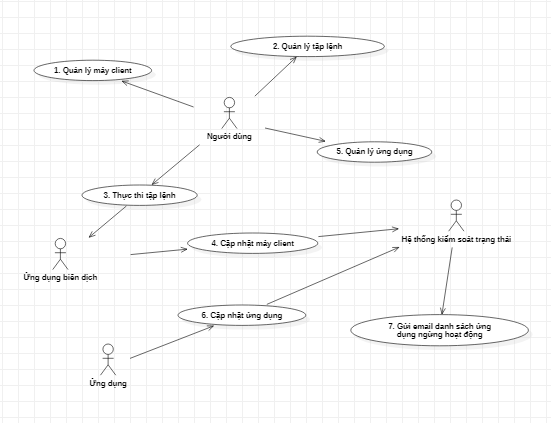 2. Quản lý tập lệnh
1. Quản lý máy client
Người dùng
5. Quản lý ứng dụng
3. Thực thi tập lệnh
Hệ thống kiểm soát trạng thái
4. Cập nhật máy client
Ứng dụng biên dịch
6. Cập nhật ứng dụng
7. Gửi email danh sách ứng
dụng ngừng hoạt động
Ứng dụng